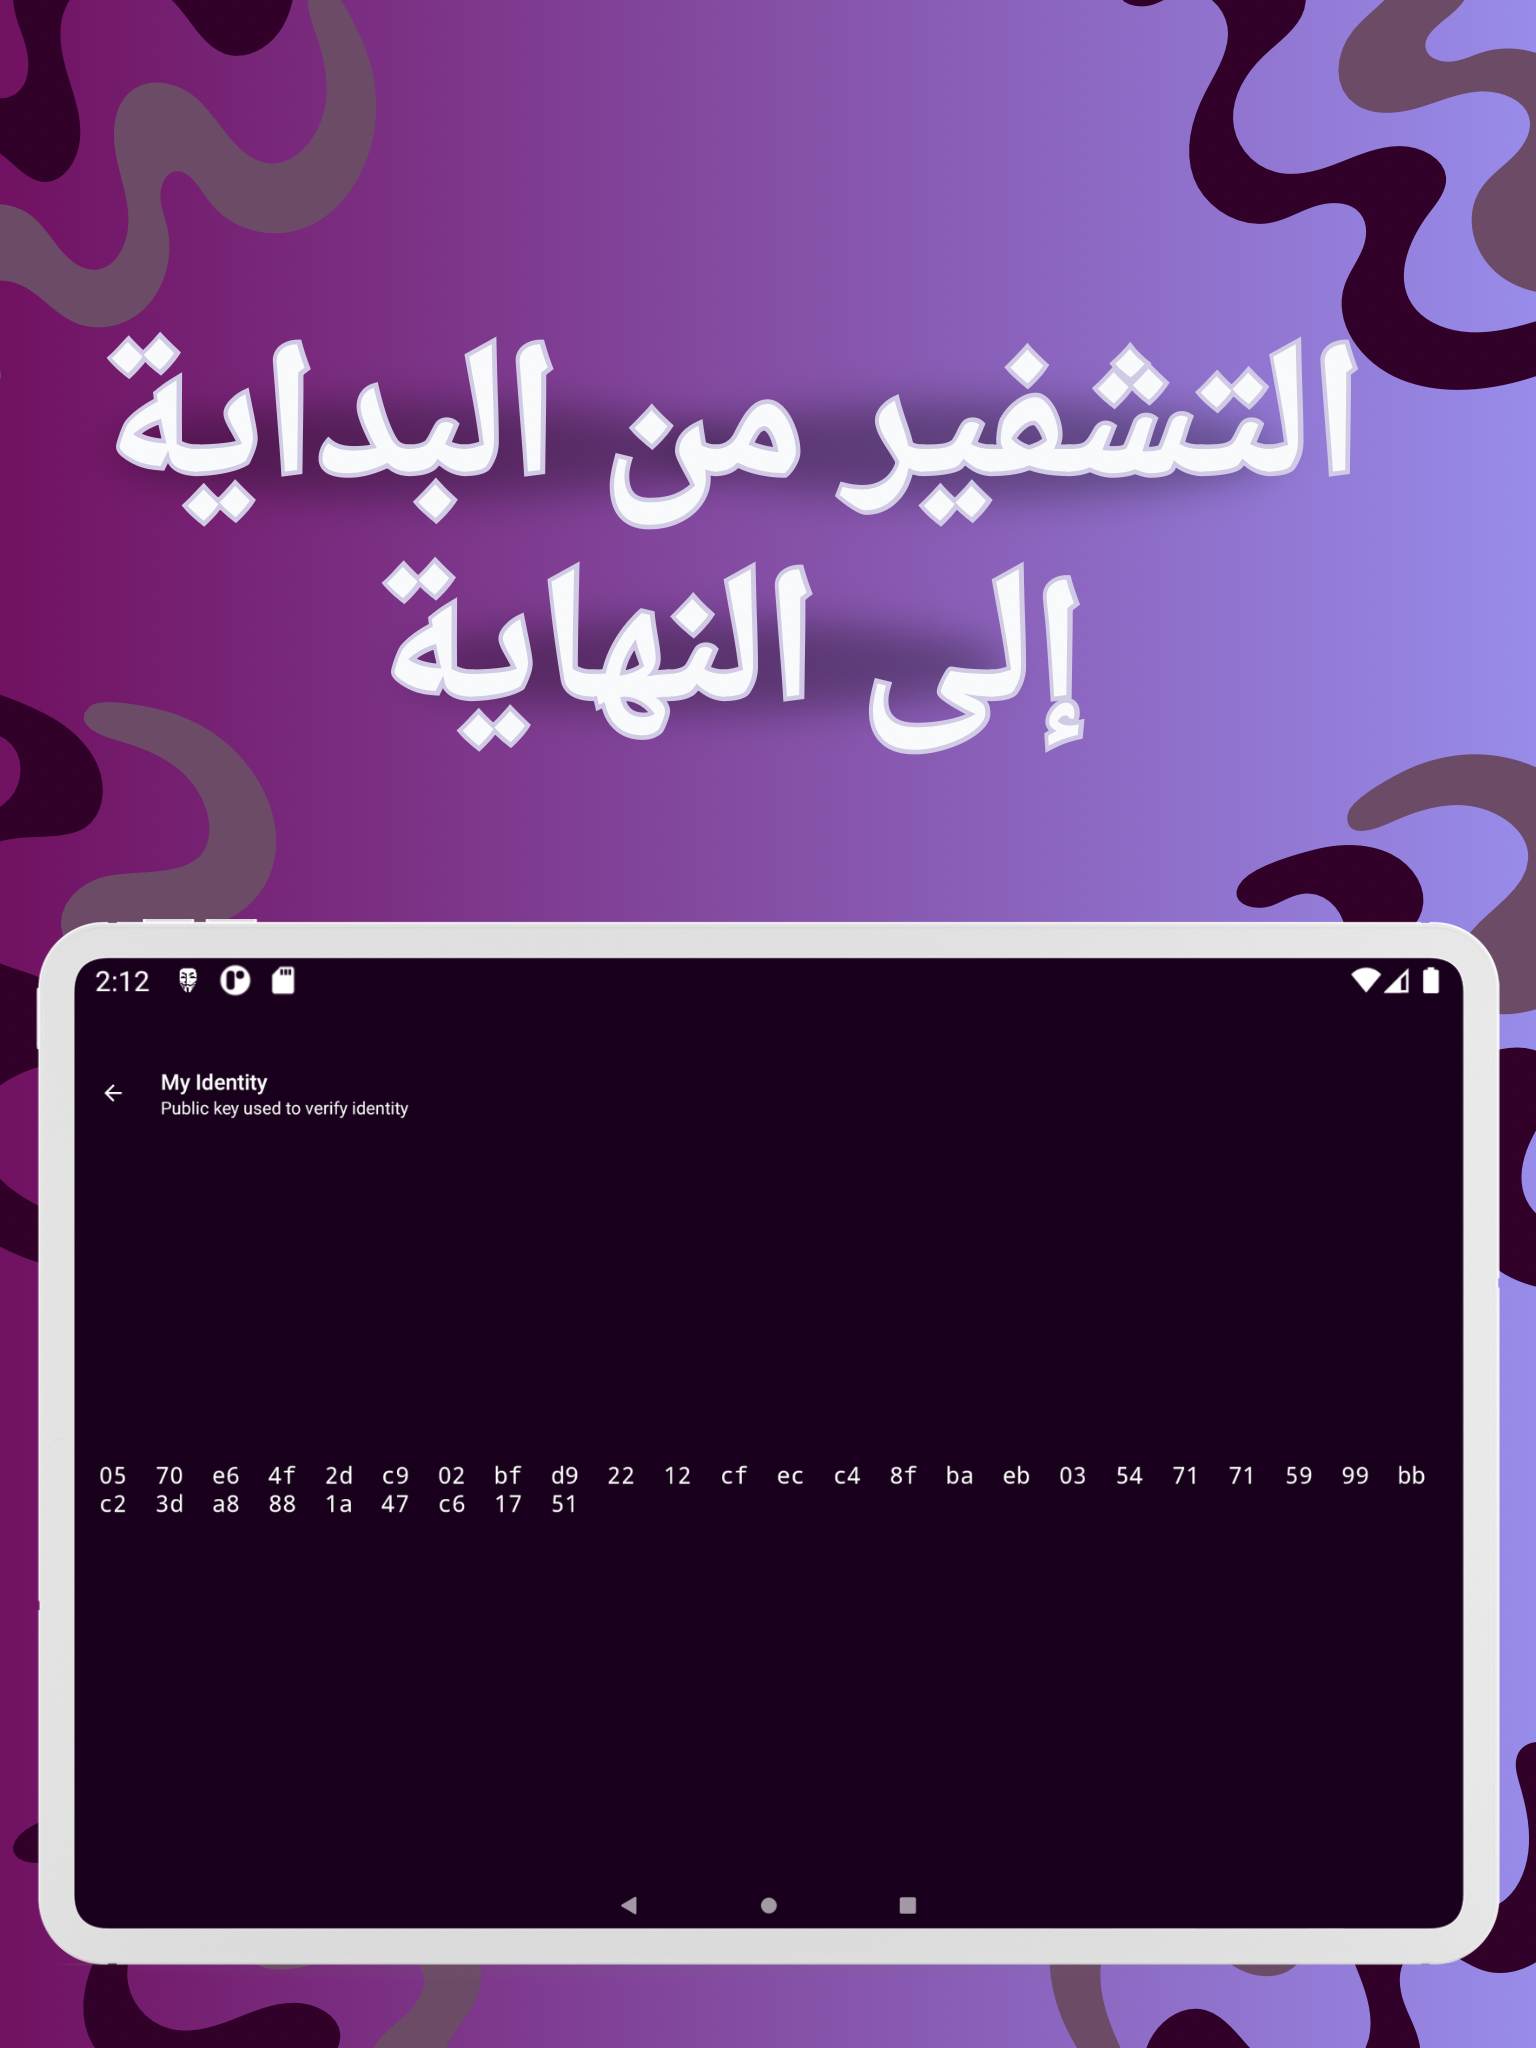 التشفير من البداية
إلى النهاية
2:12
My Identity
Public key used to verify identity
05 70 e6 4f 2d c9 02 bf d9 22 12 cf ec c4 8f ba eb 03 54 71 71 59 99 bb
c2 3d a8 88 1a 47 c6 17 51